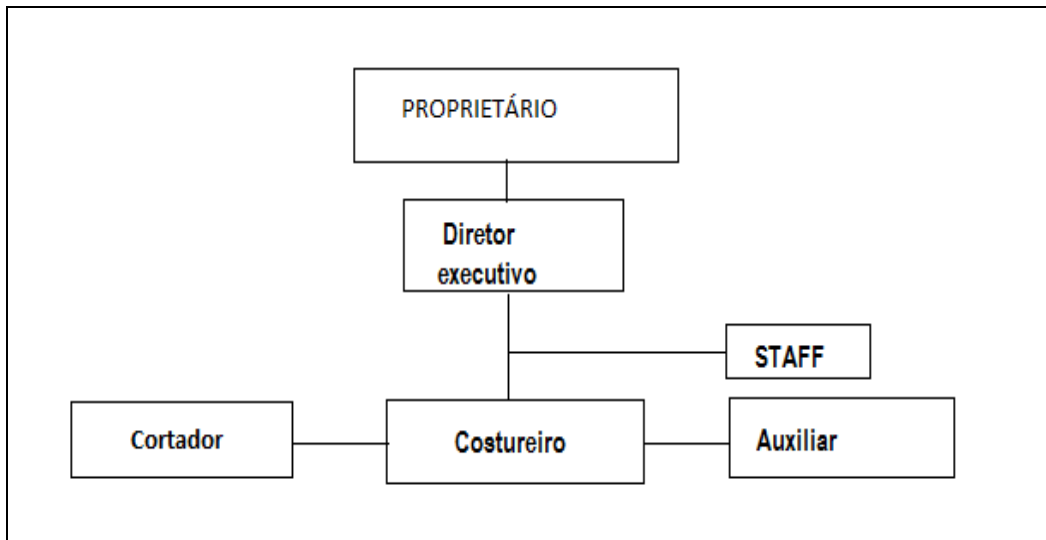 PROPRIETÁRIO
Diretor
executivo
STAFF
Cortador
Costureiro
Auxiliar